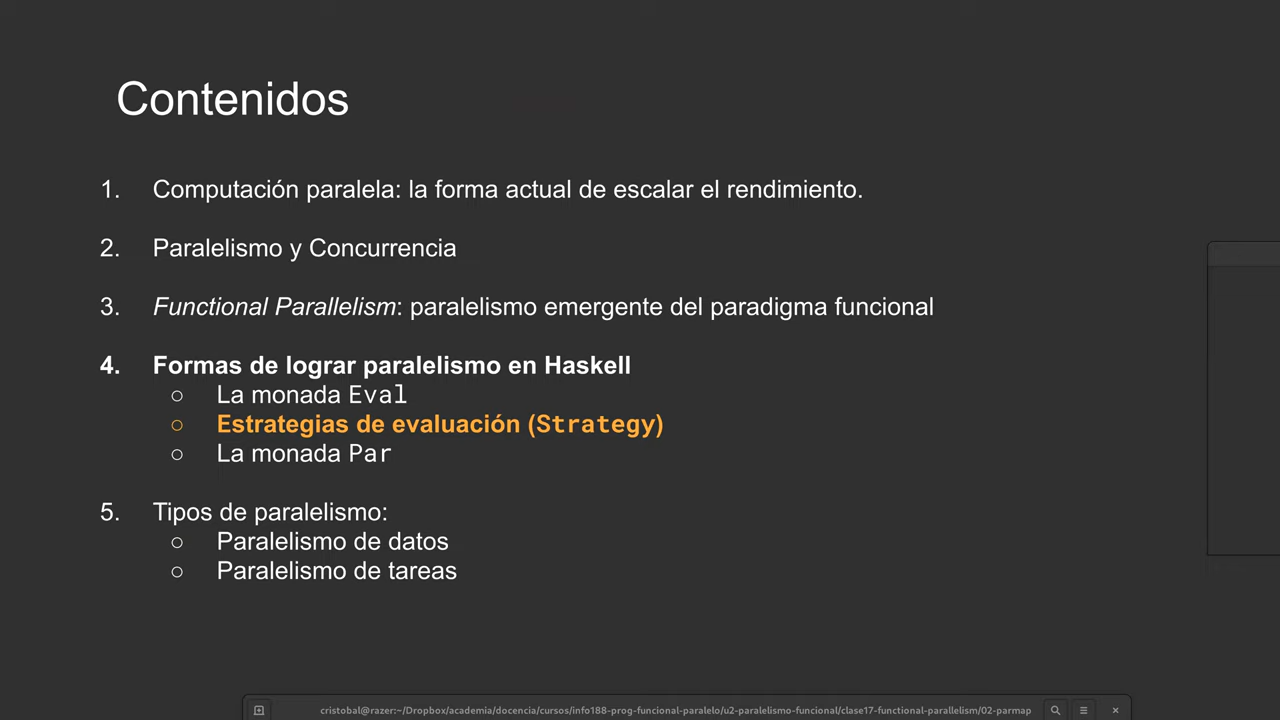 Contenidos
1. Computación paralela: la forma actual de escalar el rendimiento.
2. Paralelismo y Concurrencia
3. Functional Parallelism: paralelismo emergente del paradigma funcional
4. Formas de lograr paralelismo en Haskell
○ La monada Eval
○ Estrategias de evaluación (Strategy)
○ La monada Par
5. Tipos de paralelismo:
○ Paralelismo de datos
○ Paralelismo de tareas
cristobal@razer:~/Dropbox/academia/docencia/cursos/info188-prog-funcional-paralelo/u2-paralelismo-funcional/clase17-functional-parallelism/02-parmap